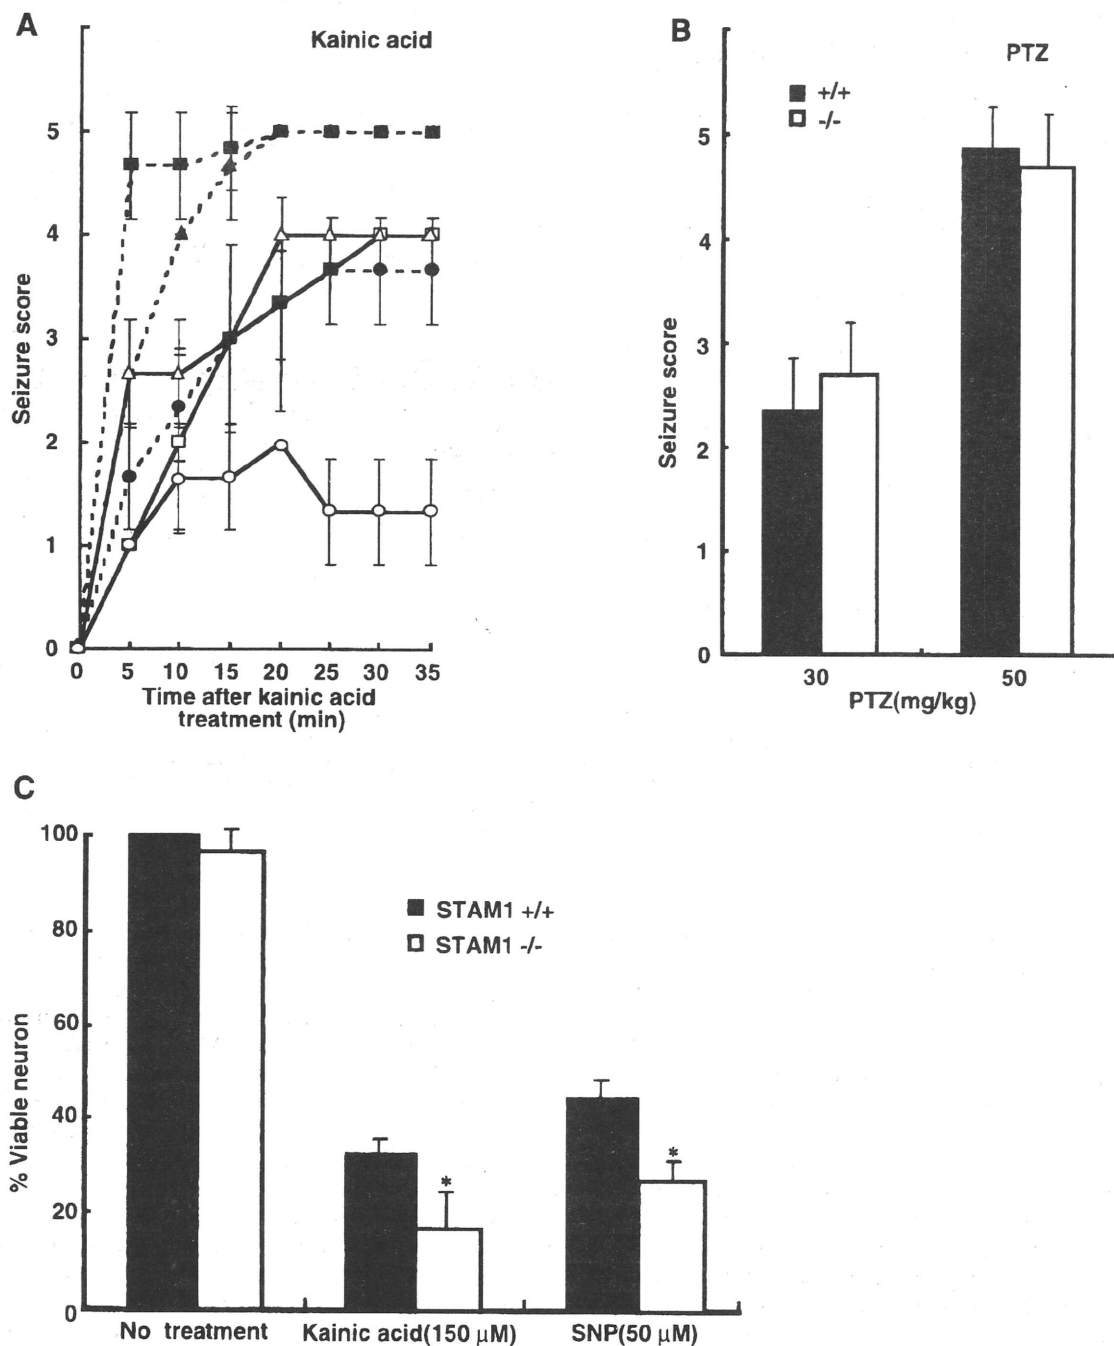 A
Kainic acid
Seizure score
5
4
3
2
1
0
0 5 10 15 20 25 30 35
Time after kainic acid
treatment (min)
B
PTZ
+/+
-/-
Seizure score
5
4
3
2
1
0
30 50
PTZ(mg/kg)
C
% Viable neuron
100
80
60
40
20
0
STAM1 +/+
STAM1 -/-
*
*
No treatment Kainic acid(150 μM) SNP(50 μM)